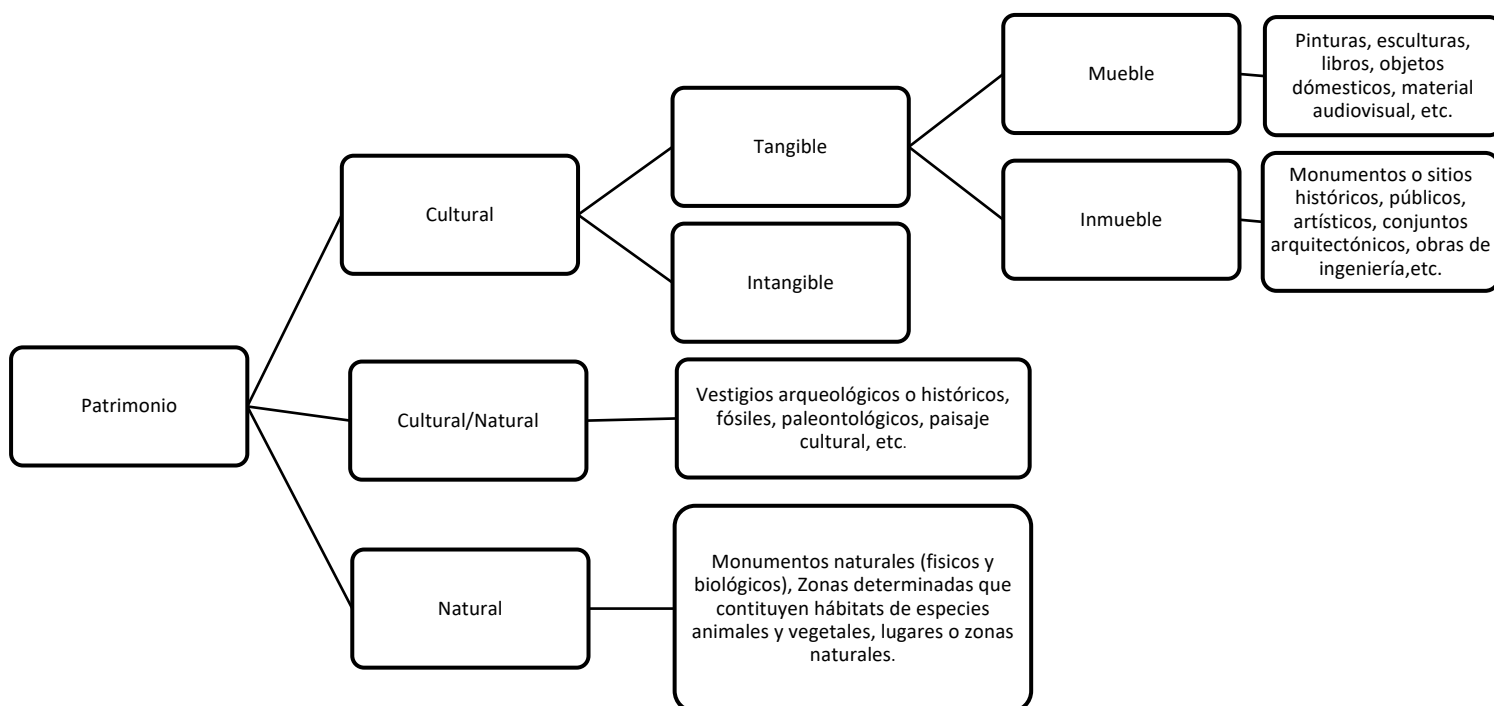 Patrimonio
Cultural
Tangible
Mueble
Pinturas, esculturas,
libros, objetos
dómesticos, material
audiovisual, etc.
Inmueble
Monumentos o sitios
históricos, públicos,
artísticos, conjuntos
arquitectónicos, obras de
ingeniería,etc.
Intangible
Cultural/Natural
Vestigios arqueológicos o históricos,
fósiles, paleontológicos, paisaje
cultural, etc.
Natural
Monumentos naturales (fisicos y
biológicos), Zonas determinadas que
contituyen hábitats de especies
animales y vegetales, lugares o zonas
naturales.